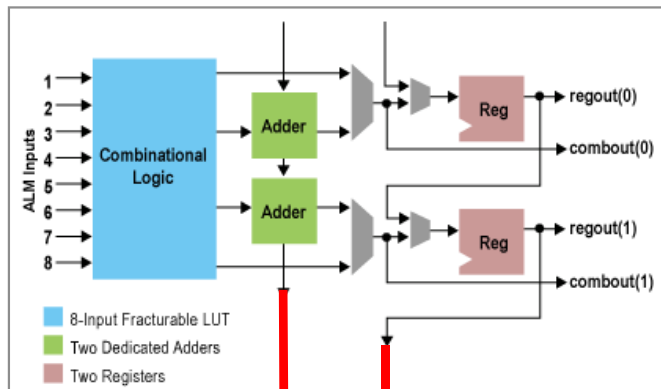 ALM Inputs
1
2
3
4
5
6
7
8
Combinational
Logic
Adder
Adder
Reg
Reg
regout(0)
combout(0)
regout(1)
combout(1)
8-Input Fracturable LUT
Two Dedicated Adders
Two Registers